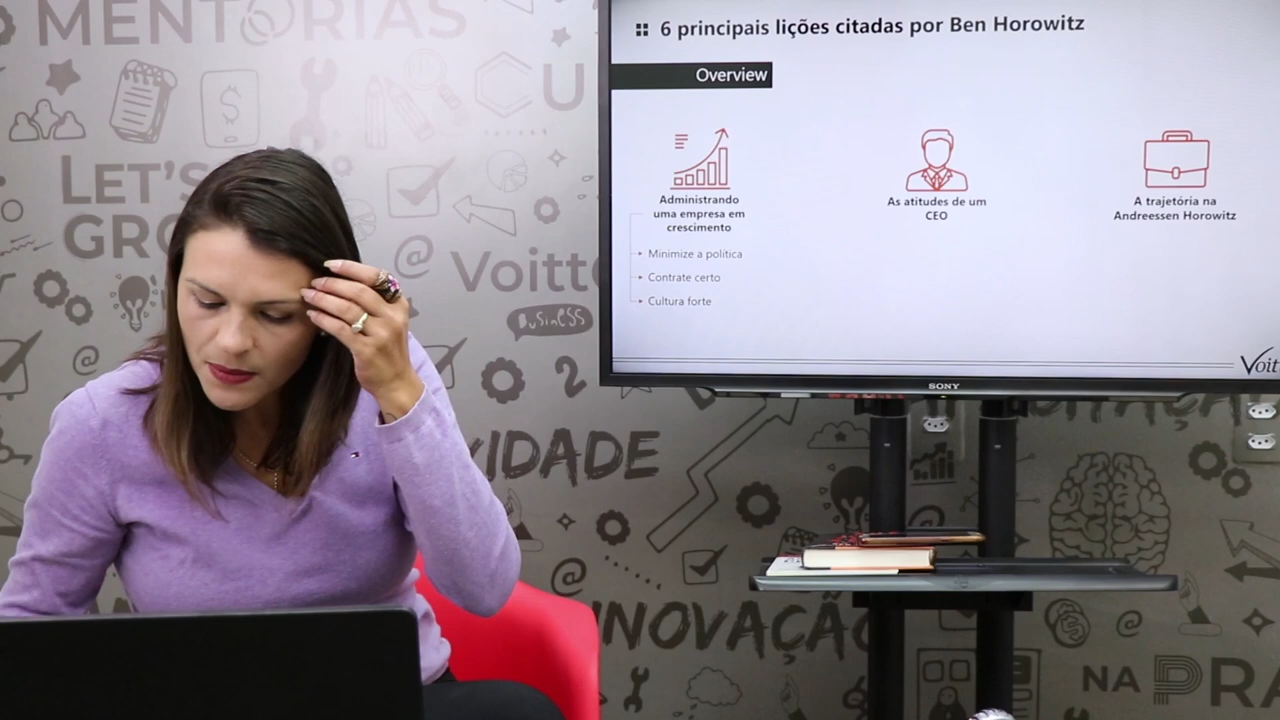 MENTORIAS
LET'S
GRO
Voitto
BUSINESS
2
@
@
@
VIDADE
INOVAÇÃO
@
@
NA PRA
6 principais lições citadas por Ben Horowitz
Overview
Administrando
uma empresa em
crescimento
Minimize a política
Contrate certo
Cultura forte
As atitudes de um
CEO
A trajetória na
Andreessen Horowitz
Voit
SONY